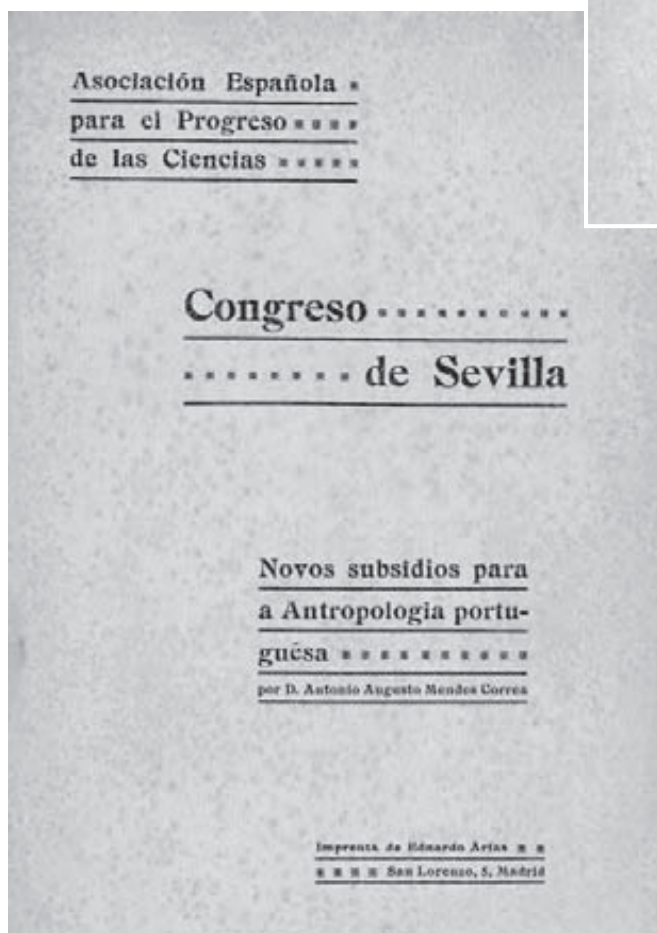 Asociación Española
para el Progreso
de las Ciencias
Congreso
de Sevilla
Novos subsidios para
a Antropologia portu-
guêsa
por D. Antonio Augusto Mendes Correa
Imprenta de Eduardo Arias
San Lorenzo, 5, Madrid